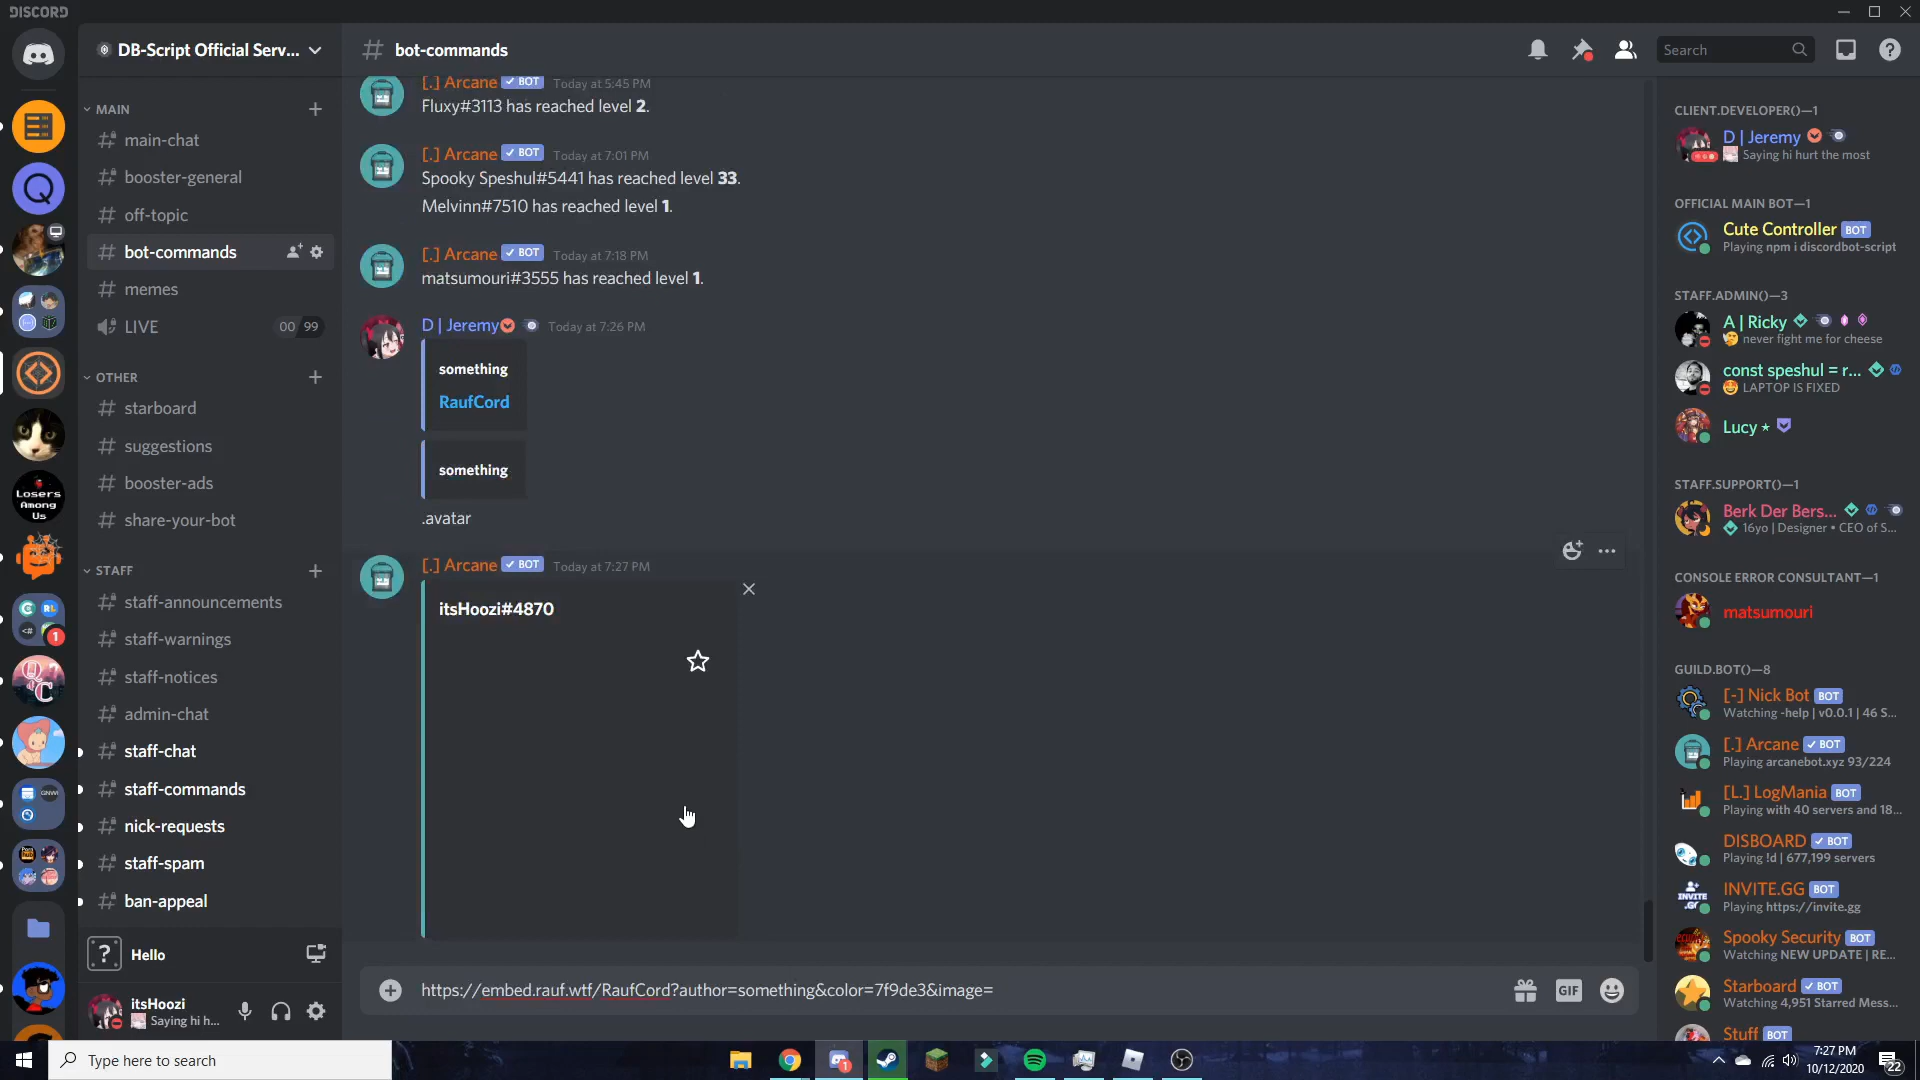 DISCORD
DB-Script Official Serv...
bot-commands
Search
MAIN
main-chat
booster-general
off-topic
bot-commands
memes
LIVE
00 99
OTHER
starboard
suggestions
booster-ads
share-your-bot
STAFF
staff-announcements
staff-warnings
staff-notices
admin-chat
staff-chat
staff-commands
nick-requests
staff-spam
ban-appeal
Losers
Among
Us
1
Hello
itsHoozi
Saying hi h...
[.] Arcane BOT Today at 5:45 PM
Fluxy#3113 has reached level 2.
[.] Arcane BOT Today at 7:01 PM
Spooky Speshul#5441 has reached level 33.
Melvinn#7510 has reached level 1.
[.] Arcane BOT Today at 7:18 PM
matsumouri#3555 has reached level 1.
D | Jeremy Today at 7:26 PM
something
RaufCord
something
.avatar
[.] Arcane BOT Today at 7:27 PM
itsHoozi#4870
https://embed.rauf.wtf/RaufCord?author=something&color=7f9de3&image=
GIF
CLIENT.DEVELOPER()—1
D | Jeremy
Saying hi hurt the most
OFFICIAL MAIN BOT—1
Cute Controller BOT
Playing npm i discordbot-script
STAFF.ADMIN()—3
A | Ricky
never fight me for cheese
const speshul = r...
LAPTOP IS FIXED
Lucy
STAFF.SUPPORT()—1
Berk Der Bers...
16yo | Designer • CEO of S...
CONSOLE ERROR CONSULTANT—1
matsumouri
GUILD.BOT()—8
[-] Nick Bot BOT
Watching -help | v0.0.1 | 46 S...
[.] Arcane BOT
Playing arcanebot.xyz 93/224
[L.] LogMania BOT
Playing with 40 servers and 18...
DISBOARD BOT
Playing !d | 677,199 servers
INVITE.GG BOT
Playing https://invite.gg
Spooky Security BOT
Watching NEW UPDATE | RE...
Starboard BOT
Watching 4,951 Starred Mess...
Stuff BOT
Type here to search
7:27 PM
10/12/2020
22